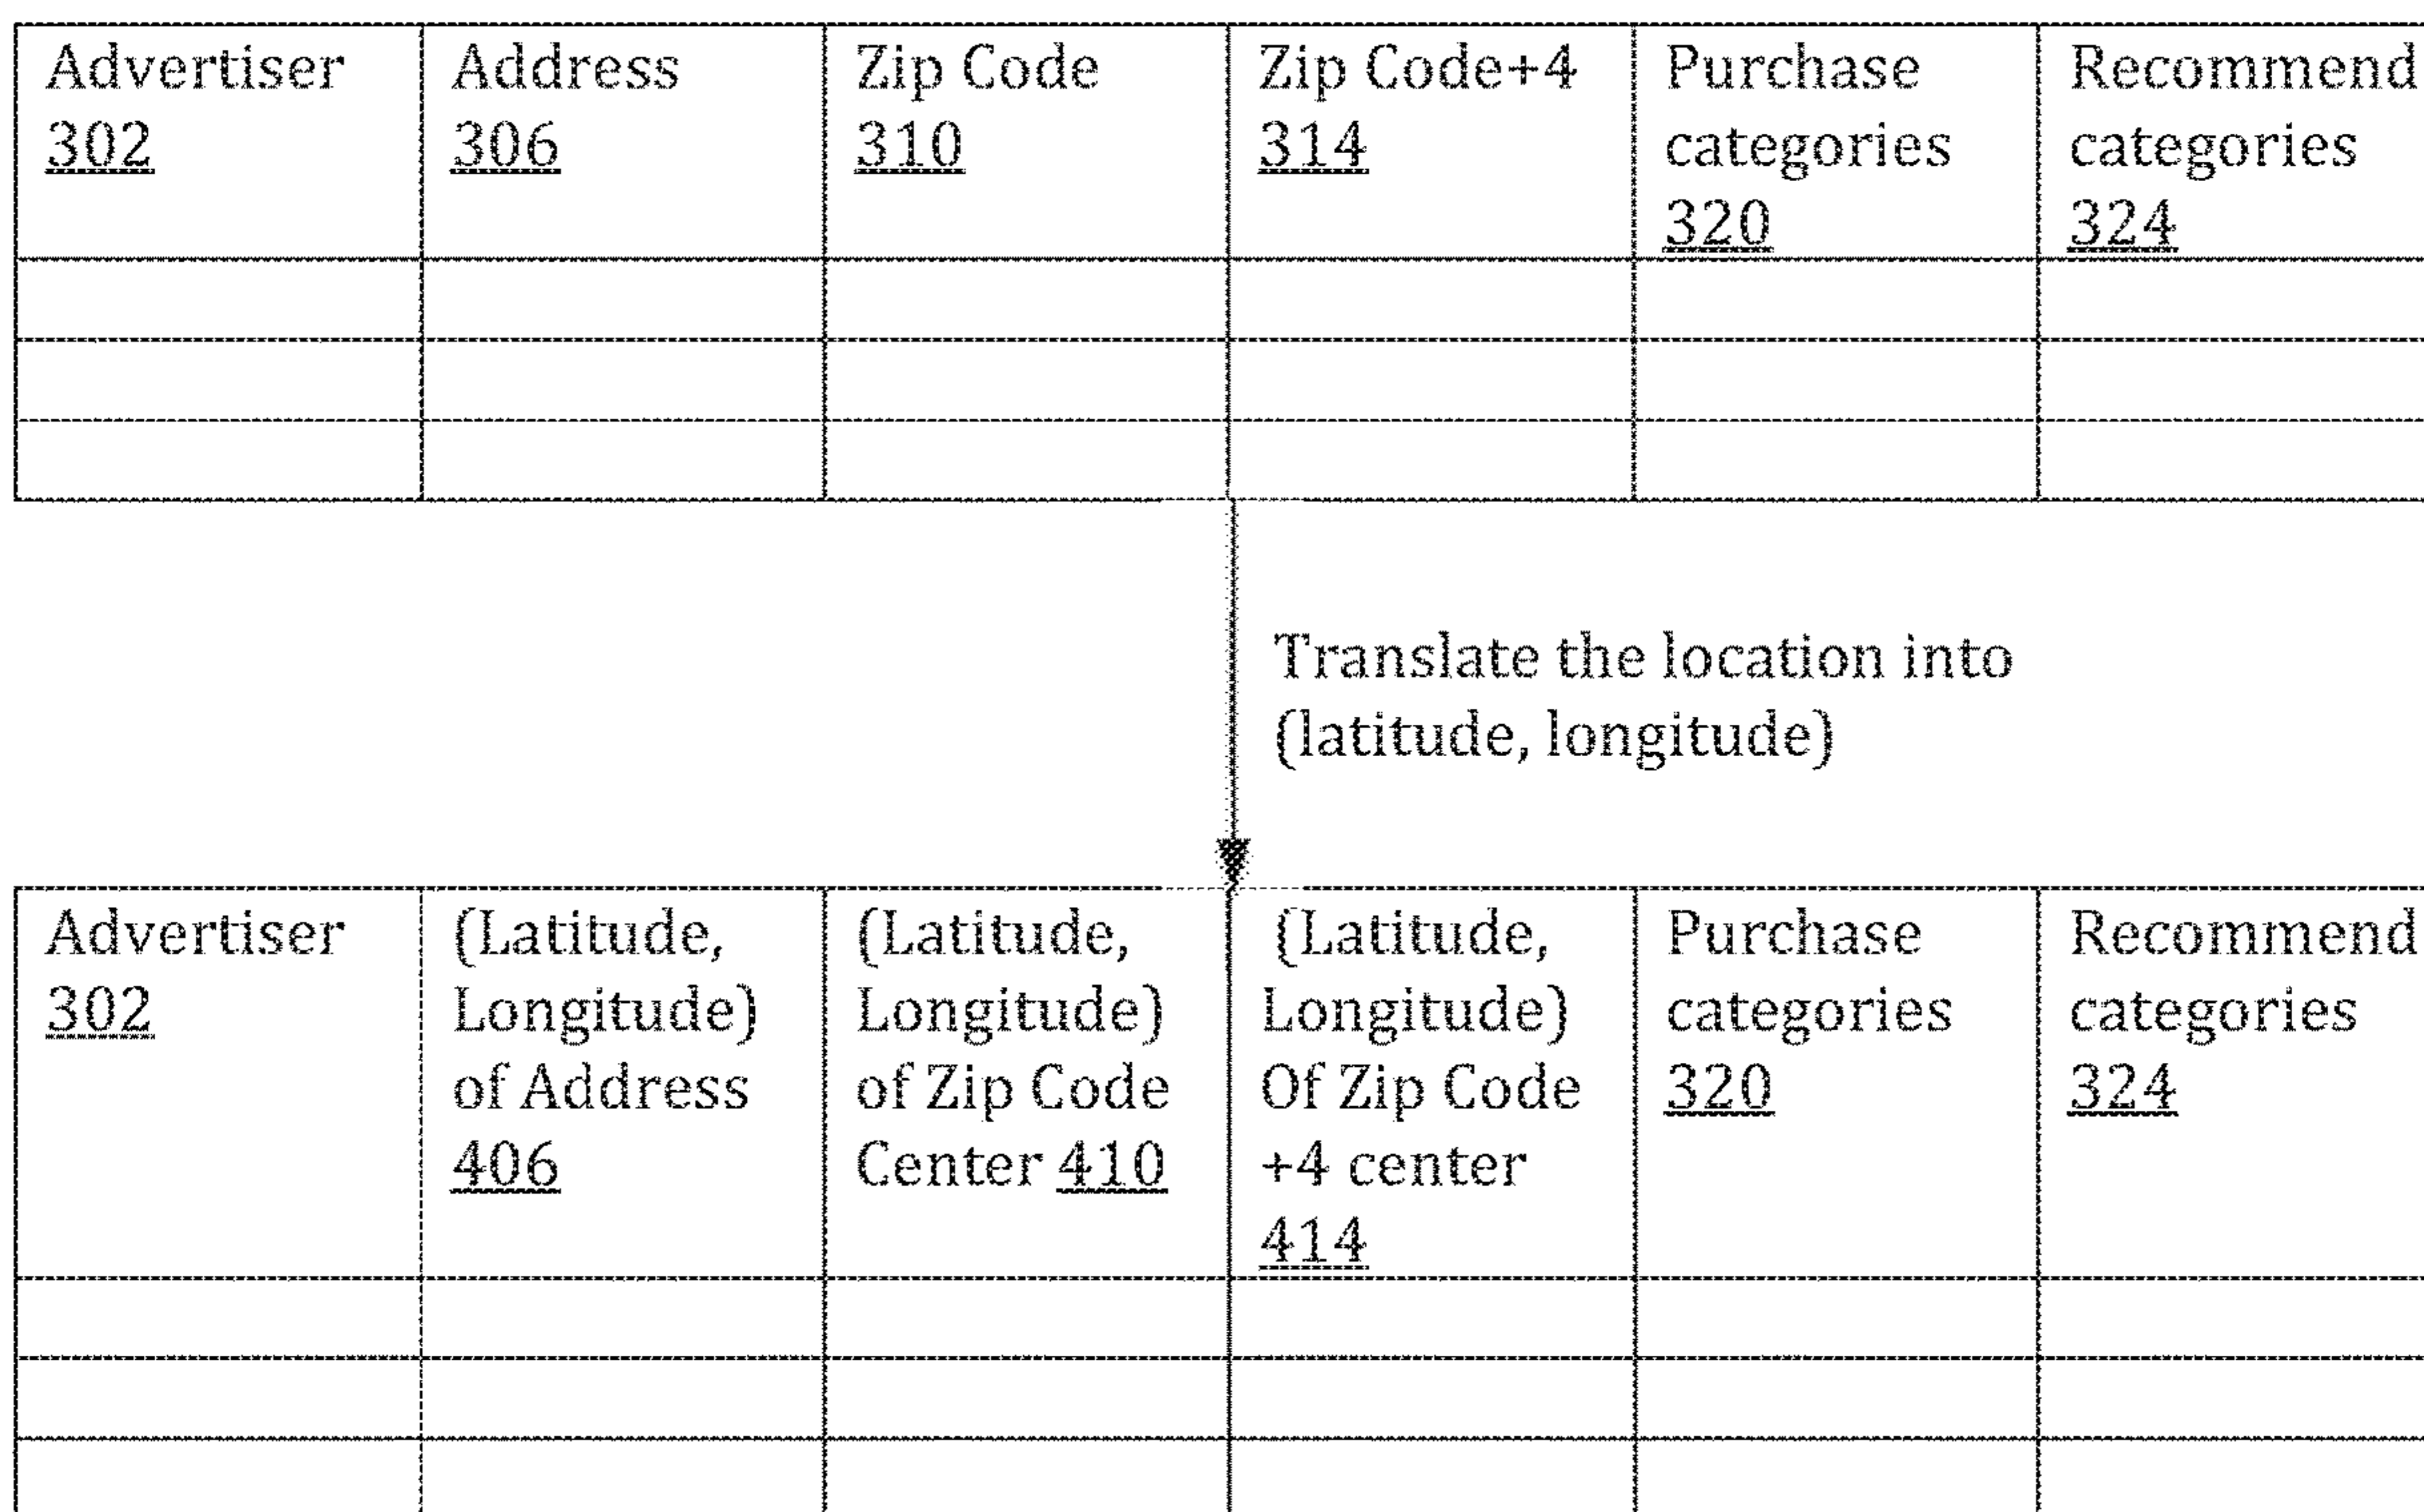 Advertiser
302
Address
306
Zip Code
310
Zip Code+4
314
Purchase
categories
320
Recommend
categories
324
Translate the location into
(latitude, longitude)
Advertiser
302
(Latitude,
Longitude)
of Address
406
(Latitude,
Longitude)
of Zip Code
Center 410
(Latitude,
Longitude)
Of Zip Code
+4 center
414
Purchase
categories
320
Recommend
categories
324